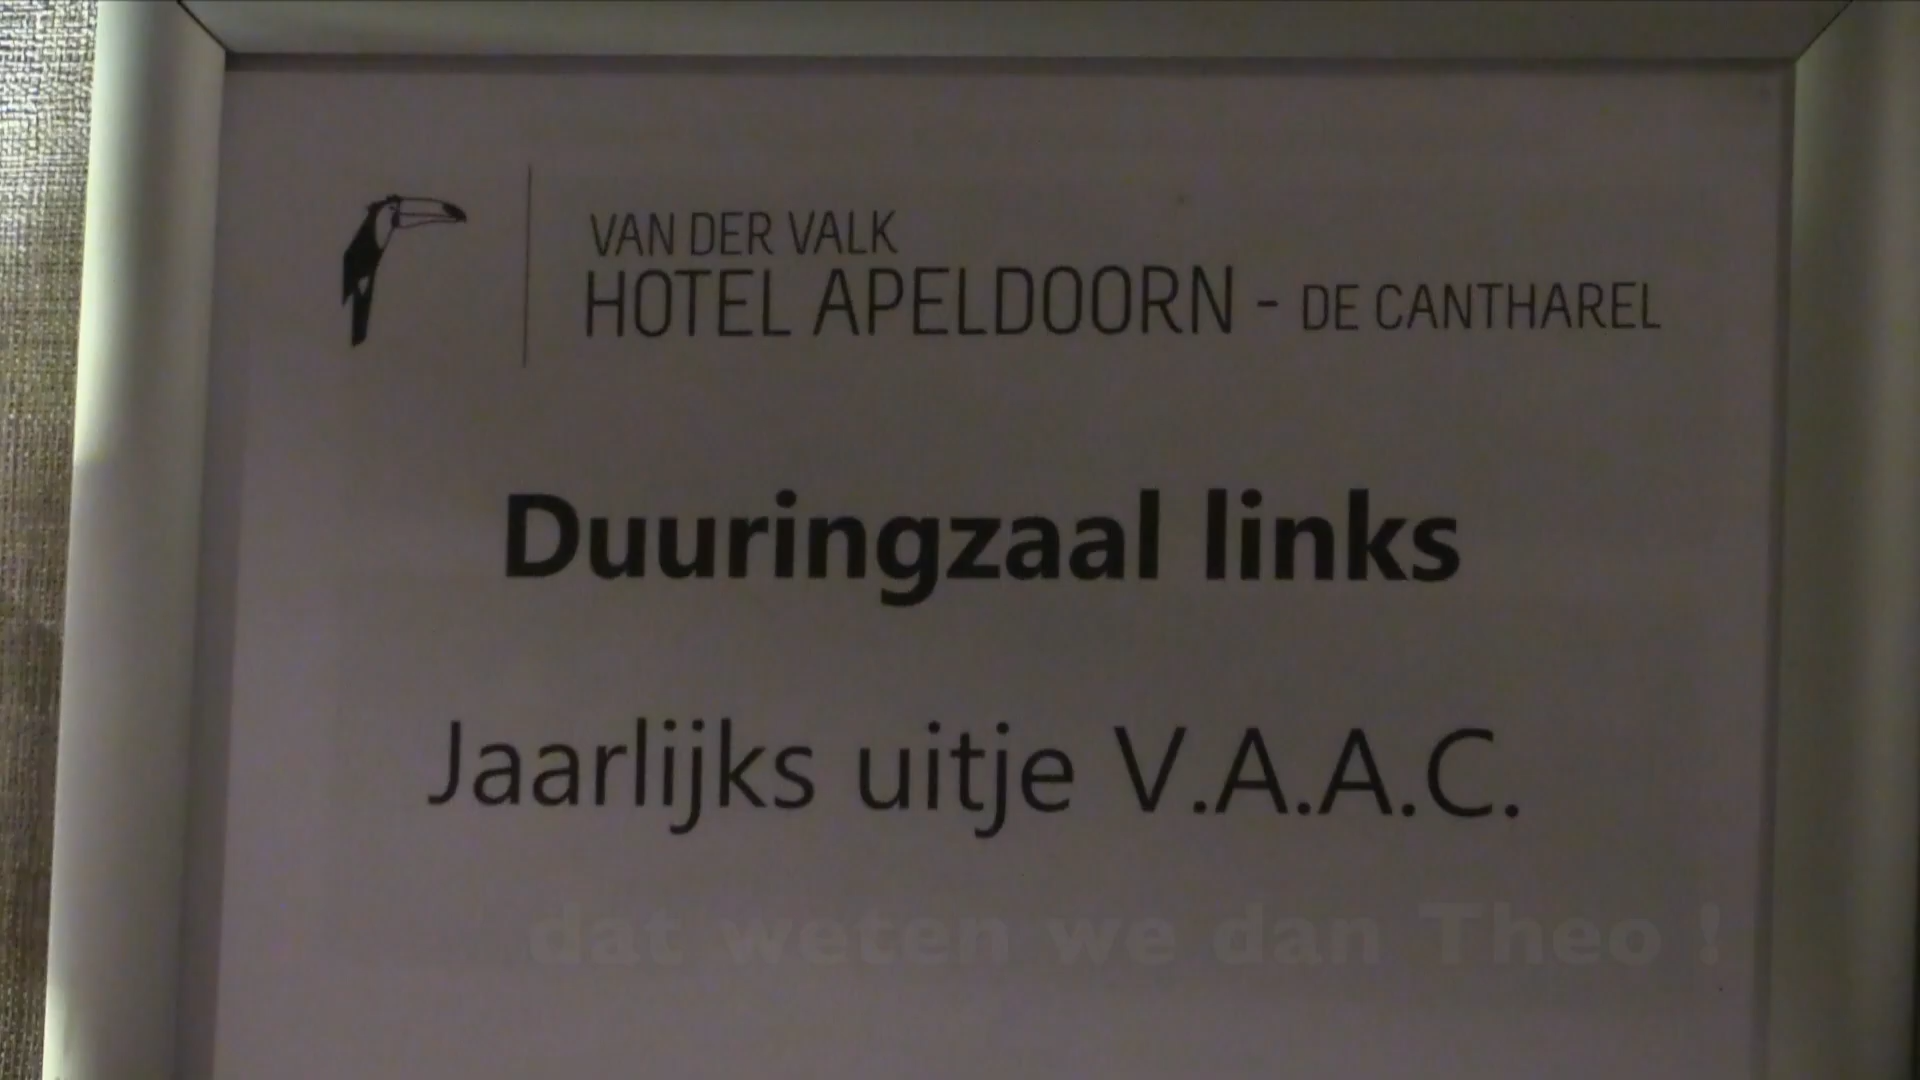 VAN DER VALK
HOTEL APELDOORN - DE CANTHAREL
Duuringzaal links
Jaarlijks uitje V.A.A.C.
dat weten we dan Theo !